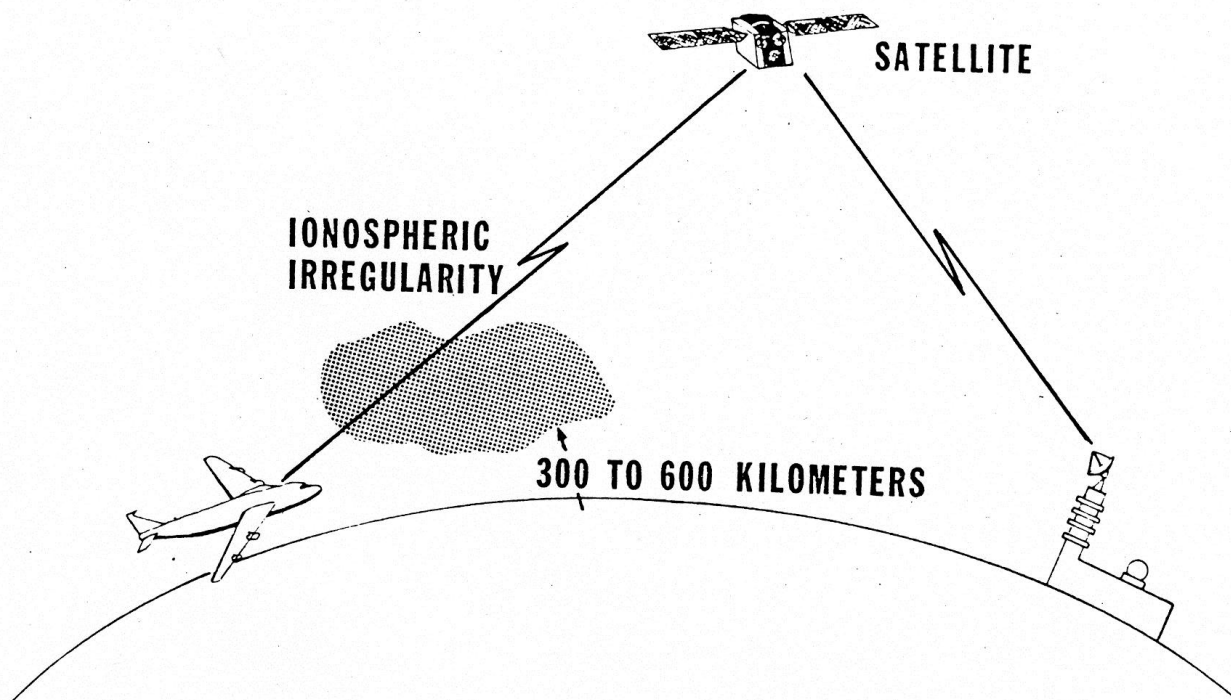 SATELLITE
IONOSPHERIC
IRREGULARITY
300 TO 600 KILOMETERS